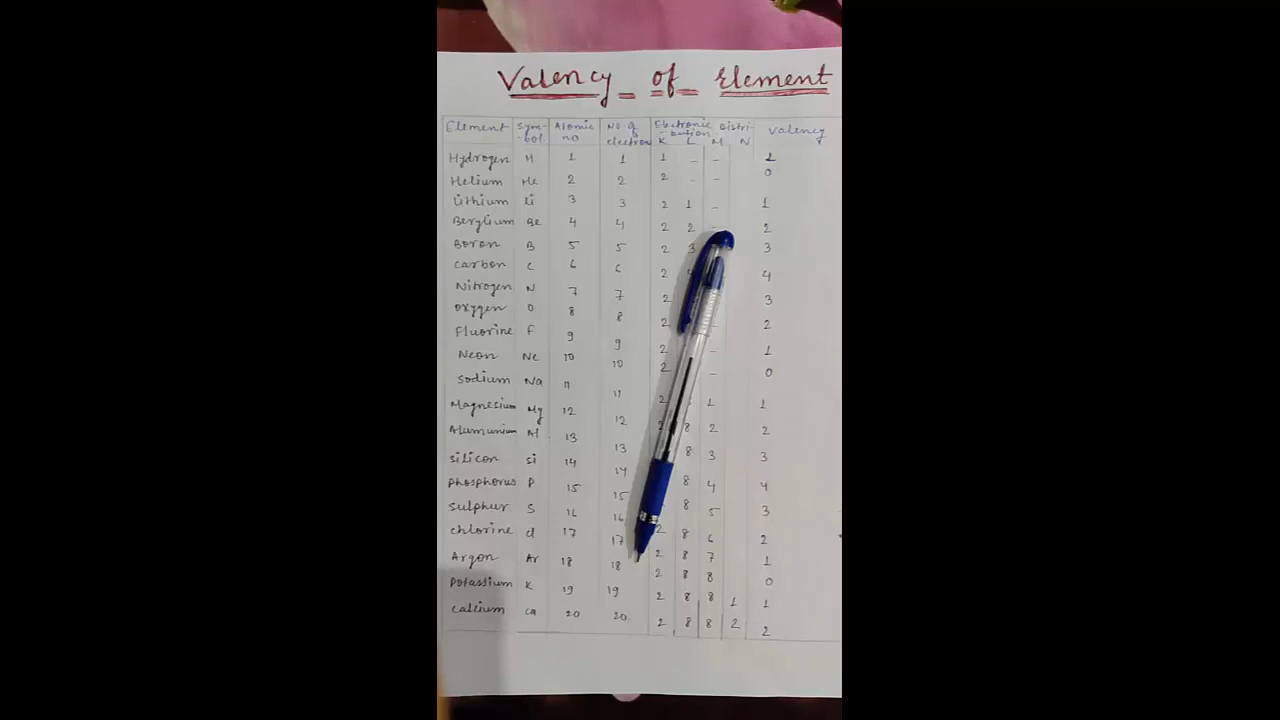 Valency of Element
Element Sym- Atomic No of Electronic Distri- Valency
-bol no electron -bution
K L M N
Hydrogen H 1 1 1 - - 1
Helium He 2 2 2 - - 0
Lithium li 3 3 2 1 - 1
Beryllium Be 4 4 2 2 - 2
Boron B 5 5 2 3 3
Carbon C 6 6 2 4
Nitrogen N 7 7 2 3
Oxygen O 8 8 2 2
Fluorine F 9 9 2 - 1
Neon Ne 10 10 2 - 0
Sodium Na 11 11 2 1 1
Magnesium Mg 12 12 2 8 2 2
Alumunium Al 13 13 8 3 3
Silicon Si 14 14 8 4 4
Phosphorus P 15 15 8 5 3
Sulphur S 16 16 2 8 6 2
chlorine cl 17 17 2 8 7 1
Argon Ar 18 18 2 8 8 0
Potassium K 19 19 2 8 8 1 1
calcium ca 20 20 2 8 8 2 2